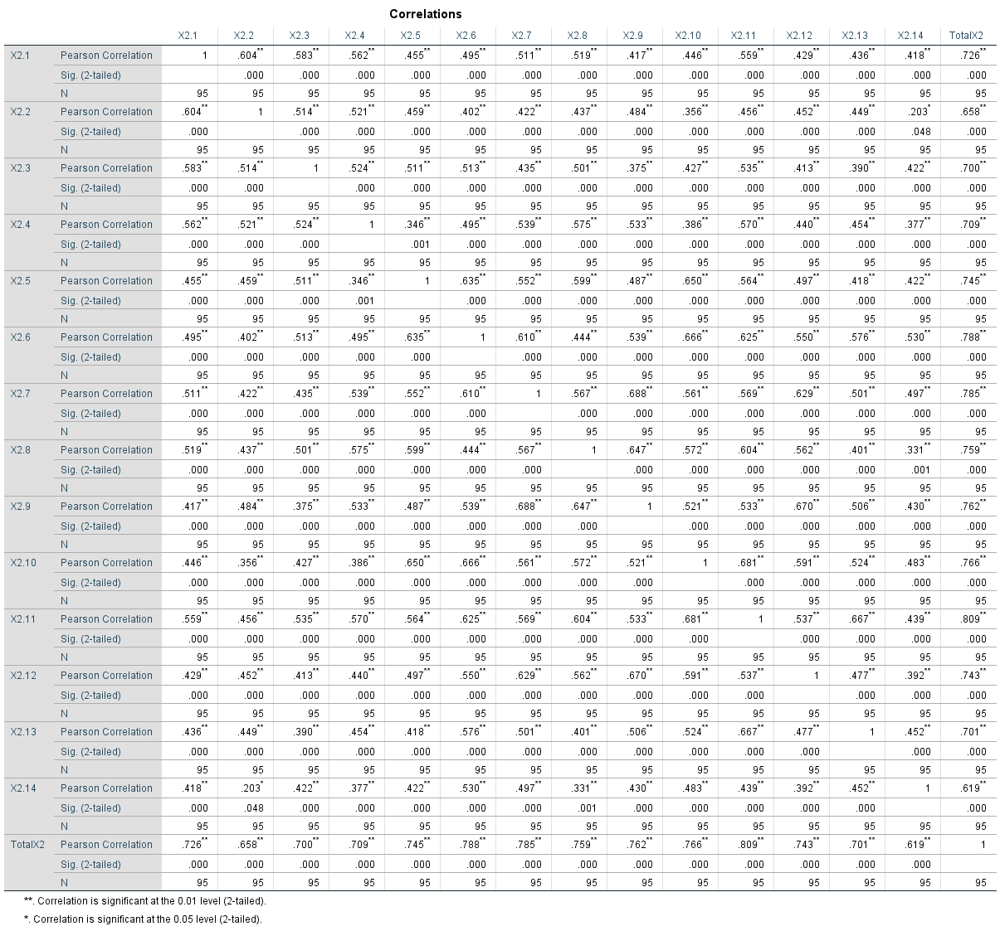 Correlations
X2.1 X2.2 X2.3 X2.4 X2.5 X2.6 X2.7 X2.8 X2.9 X2.10 X2.11 X2.12 X2.13 X2.14 TotalX2
X2.1 Pearson Correlation 1 .604** .583** .562** .455** .495** .511** .519** .417** .446** .559** .429** .436** .418** .726**
Sig. (2-tailed) .000 .000 .000 .000 .000 .000 .000 .000 .000 .000 .000 .000 .000 .000
N 95 95 95 95 95 95 95 95 95 95 95 95 95 95 95
X2.2 Pearson Correlation .604** 1 .514** .521** .459** .402** .422** .437** .484** .356** .456** .452** .449** .203* .658**
Sig. (2-tailed) .000 .000 .000 .000 .000 .000 .000 .000 .000 .000 .000 .000 .048 .000
N 95 95 95 95 95 95 95 95 95 95 95 95 95 95 95
X2.3 Pearson Correlation .583** .514** 1 .524** .511** .513** .435** .501** .375** .427** .535** .413** .390** .422** .700**
Sig. (2-tailed) .000 .000 .000 .000 .000 .000 .000 .000 .000 .000 .000 .000 .000 .000
N 95 95 95 95 95 95 95 95 95 95 95 95 95 95 95
X2.4 Pearson Correlation .562** .521** .524** 1 .346** .495** .539** .575** .533** .386** .570** .440** .454** .377** .709**
Sig. (2-tailed) .000 .000 .000 .001 .000 .000 .000 .000 .000 .000 .000 .000 .000 .000
N 95 95 95 95 95 95 95 95 95 95 95 95 95 95 95
X2.5 Pearson Correlation .455** .459** .511** .346** 1 .635** .552** .599** .487** .650** .564** .497** .418** .422** .745**
Sig. (2-tailed) .000 .000 .000 .001 .000 .000 .000 .000 .000 .000 .000 .000 .000 .000
N 95 95 95 95 95 95 95 95 95 95 95 95 95 95 95
X2.6 Pearson Correlation .495** .402** .513** .495** .635** 1 .610** .444** .539** .666** .625** .550** .576** .530** .788**
Sig. (2-tailed) .000 .000 .000 .000 .000 .000 .000 .000 .000 .000 .000 .000 .000 .000
N 95 95 95 95 95 95 95 95 95 95 95 95 95 95 95
X2.7 Pearson Correlation .511** .422** .435** .539** .552** .610** 1 .567** .688** .561** .569** .629** .501** .497** .785**
Sig. (2-tailed) .000 .000 .000 .000 .000 .000 .000 .000 .000 .000 .000 .000 .000 .000
N 95 95 95 95 95 95 95 95 95 95 95 95 95 95 95
X2.8 Pearson Correlation .519** .437** .501** .575** .599** .444** .567** 1 .647** .572** .604** .562** .401** .331** .759**
Sig. (2-tailed) .000 .000 .000 .000 .000 .000 .000 .000 .000 .000 .000 .000 .001 .000
N 95 95 95 95 95 95 95 95 95 95 95 95 95 95 95
X2.9 Pearson Correlation .417** .484** .375** .533** .487** .539** .688** .647** 1 .521** .533** .670** .506** .430** .762**
Sig. (2-tailed) .000 .000 .000 .000 .000 .000 .000 .000 .000 .000 .000 .000 .000 .000
N 95 95 95 95 95 95 95 95 95 95 95 95 95 95 95
X2.10 Pearson Correlation .446** .356** .427** .386** .650** .666** .561** .572** .521** 1 .681** .591** .524** .483** .766**
Sig. (2-tailed) .000 .000 .000 .000 .000 .000 .000 .000 .000 .000 .000 .000 .000 .000
N 95 95 95 95 95 95 95 95 95 95 95 95 95 95 95
X2.11 Pearson Correlation .559** .456** .535** .570** .564** .625** .569** .604** .533** .681** 1 .537** .667** .439** .809**
Sig. (2-tailed) .000 .000 .000 .000 .000 .000 .000 .000 .000 .000 .000 .000 .000 .000
N 95 95 95 95 95 95 95 95 95 95 95 95 95 95 95
X2.12 Pearson Correlation .429** .452** .413** .440** .497** .550** .629** .562** .670** .591** .537** 1 .477** .392** .743**
Sig. (2-tailed) .000 .000 .000 .000 .000 .000 .000 .000 .000 .000 .000 .000 .000 .000
N 95 95 95 95 95 95 95 95 95 95 95 95 95 95 95
X2.13 Pearson Correlation .436** .449** .390** .454** .418** .576** .501** .401** .506** .524** .667** .477** 1 .452** .701**
Sig. (2-tailed) .000 .000 .000 .000 .000 .000 .000 .000 .000 .000 .000 .000 .000 .000
N 95 95 95 95 95 95 95 95 95 95 95 95 95 95 95
X2.14 Pearson Correlation .418** .203* .422** .377** .422** .530** .497** .331** .430** .483** .439** .392** .452** 1 .619**
Sig. (2-tailed) .000 .048 .000 .000 .000 .000 .000 .001 .000 .000 .000 .000 .000 .000
N 95 95 95 95 95 95 95 95 95 95 95 95 95 95 95
TotalX2 Pearson Correlation .726** .658** .700** .709** .745** .788** .785** .759** .762** .766** .809** .743** .701** .619** 1
Sig. (2-tailed) .000 .000 .000 .000 .000 .000 .000 .000 .000 .000 .000 .000 .000 .000
N 95 95 95 95 95 95 95 95 95 95 95 95 95 95 95
**. Correlation is significant at the 0.01 level (2-tailed).
*. Correlation is significant at the 0.05 level (2-tailed).